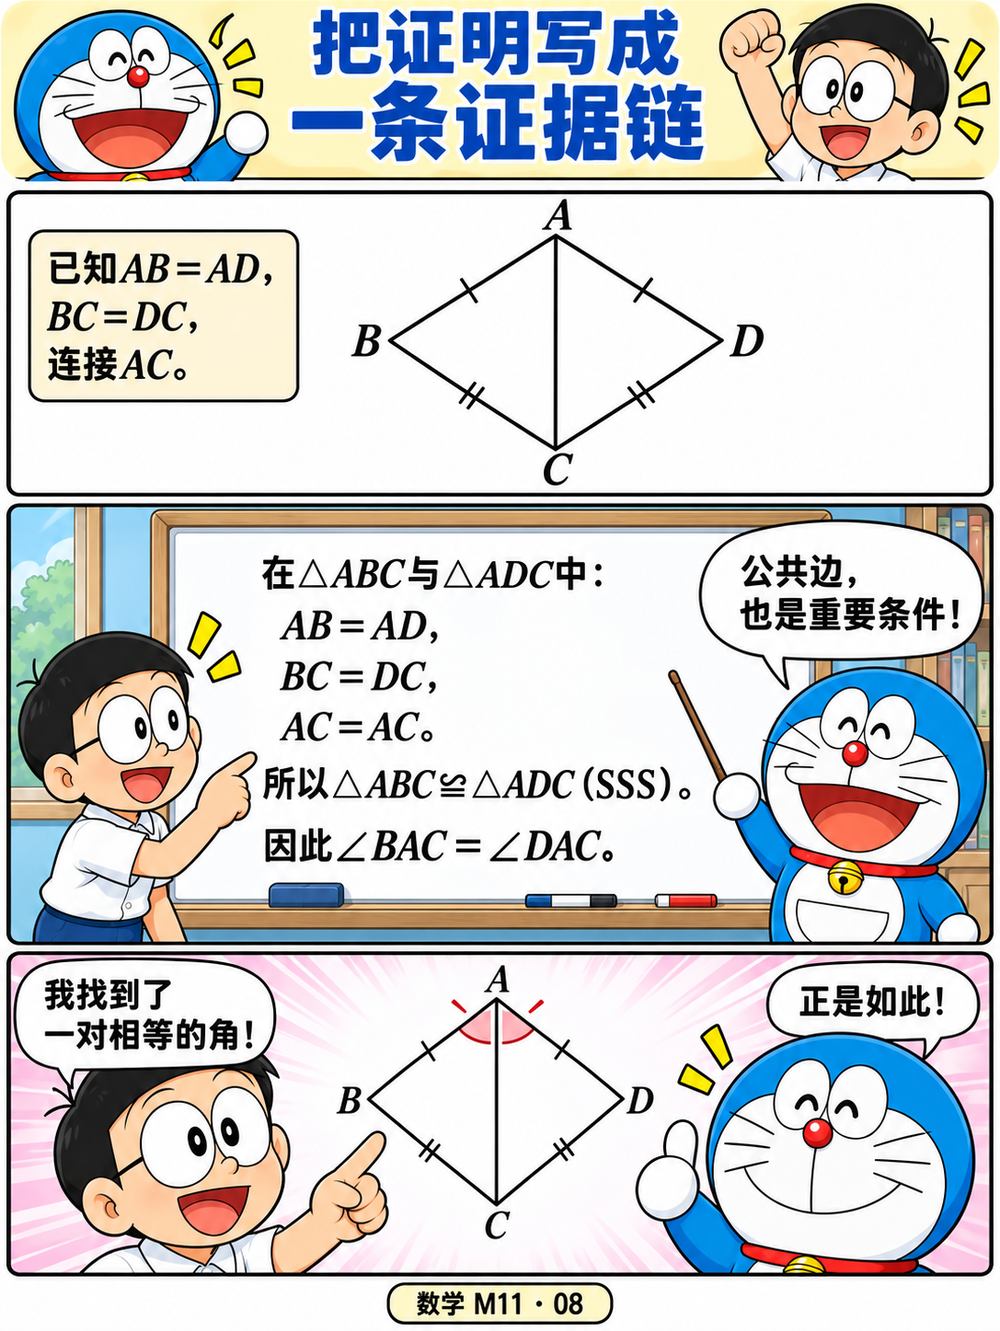 把证明写成
一条证据链
已知AB=AD,
BC=DC,
连接AC。
A
B
D
C
在△ABC与△ADC中：
AB=AD,
BC=DC,
AC=AC。
所以△ABC≌△ADC(SSS)。
因此∠BAC=∠DAC。
公共边，
也是重要条件！
我找到了
一对相等的角！
A
B
D
C
正是如此！
数学 M11·08